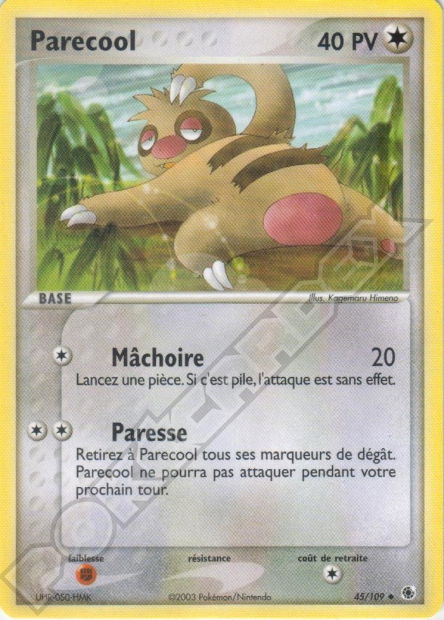 Parecool 40 PV
BASE
Illus. Kagemaru Himeno
Mâchoire 20
Lancez une pièce. Si c'est pile, l'attaque est sans effet.
Paresse
Retirez à Parecool tous ses marqueurs de dégât.
Parecool ne pourra pas attaquer pendant votre
prochain tour.
faiblesse résistance coût de retraite
UHR-050-HMK ©2003 Pokémon/Nintendo 45/109
POKECARDEX